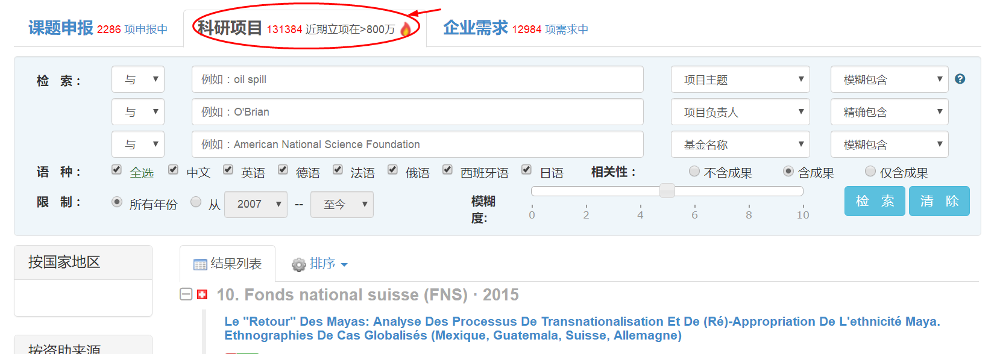 课题申报 2286 项申报中 科研项目 131384 近期立项在>800万 企业需求 12984 项需求中
检 索： 与 例如：oil spill 项目主题 模糊包含
与 例如：O'Brian 项目负责人 精确包含
与 例如：American National Science Foundation 基金名称 模糊包含
语 种： 全选 中文 英语 德语 法语 俄语 西班牙语 日语 相关性： 不含成果 含成果 仅含成果
限 制： 所有年份 从 2007 -- 至今 模糊度: 0 2 4 6 8 10 检 索 清 除
按国家地区 结果列表 排序
10. Fonds national suisse (FNS) · 2015
Le "Retour" Des Mayas: Analyse Des Processus De Transnationalisation Et De (Ré)-Appropriation De L'ethnicité Maya.
Ethnographies De Cas Globalisés (Mexique, Guatemala, Suisse, Allemagne)
按资助来源